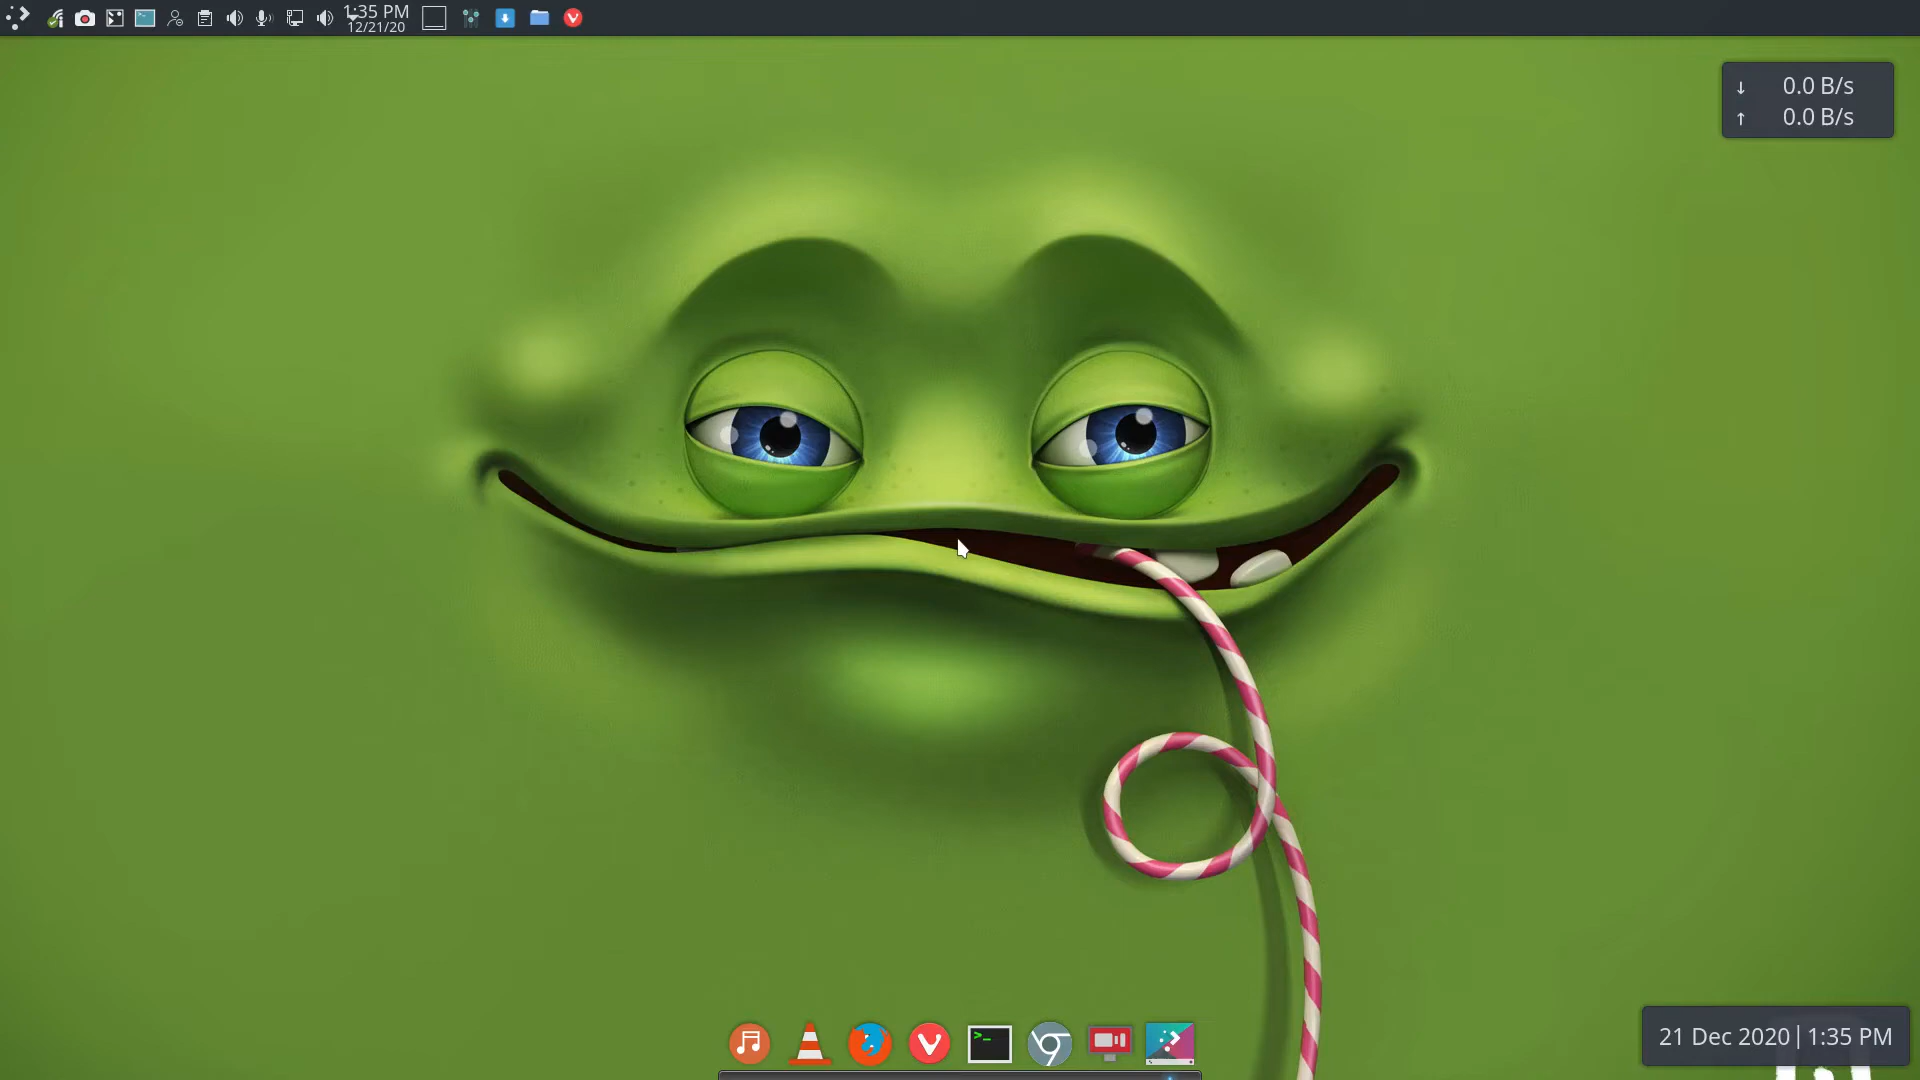 1:35 PM
12/21/20
↓ 0.0 B/s
↑ 0.0 B/s
>_
21 Dec 2020 | 1:35 PM